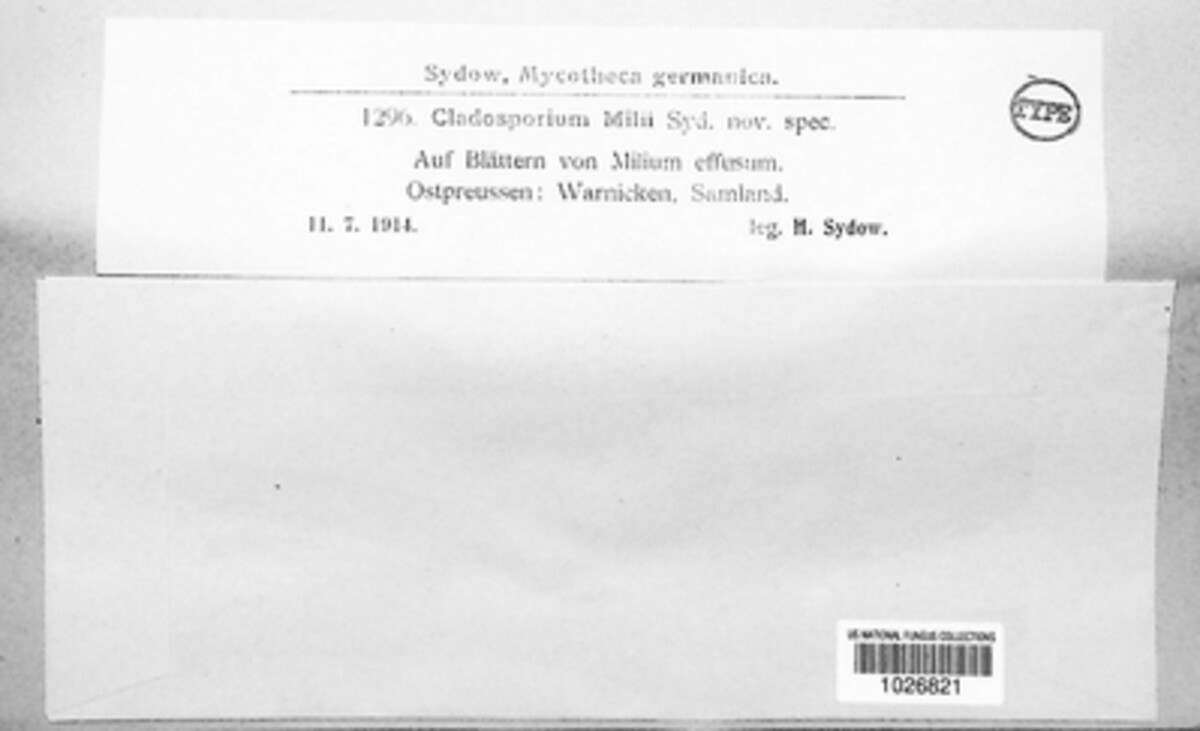 Sydow, Mycotheca germanica.
TYPE
1296. Cladosporium Milii Syd. nov. spec.
Auf Blättern von Milium effusum.
Ostpreussen: Warnicken, Samland.
11. 7. 1914. leg. H. Sydow.
US NATIONAL FUNGUS COLLECTIONS
1026821